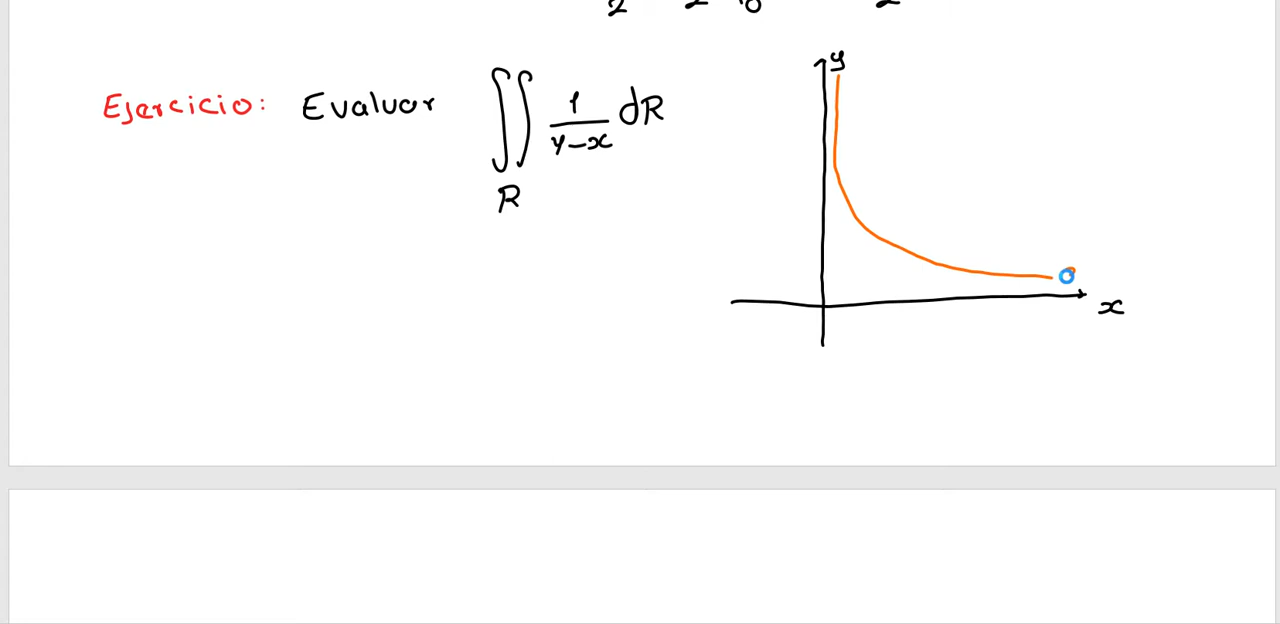 Ejercicio: Evaluar ∬ 1/(y-x) dR
R
y
x